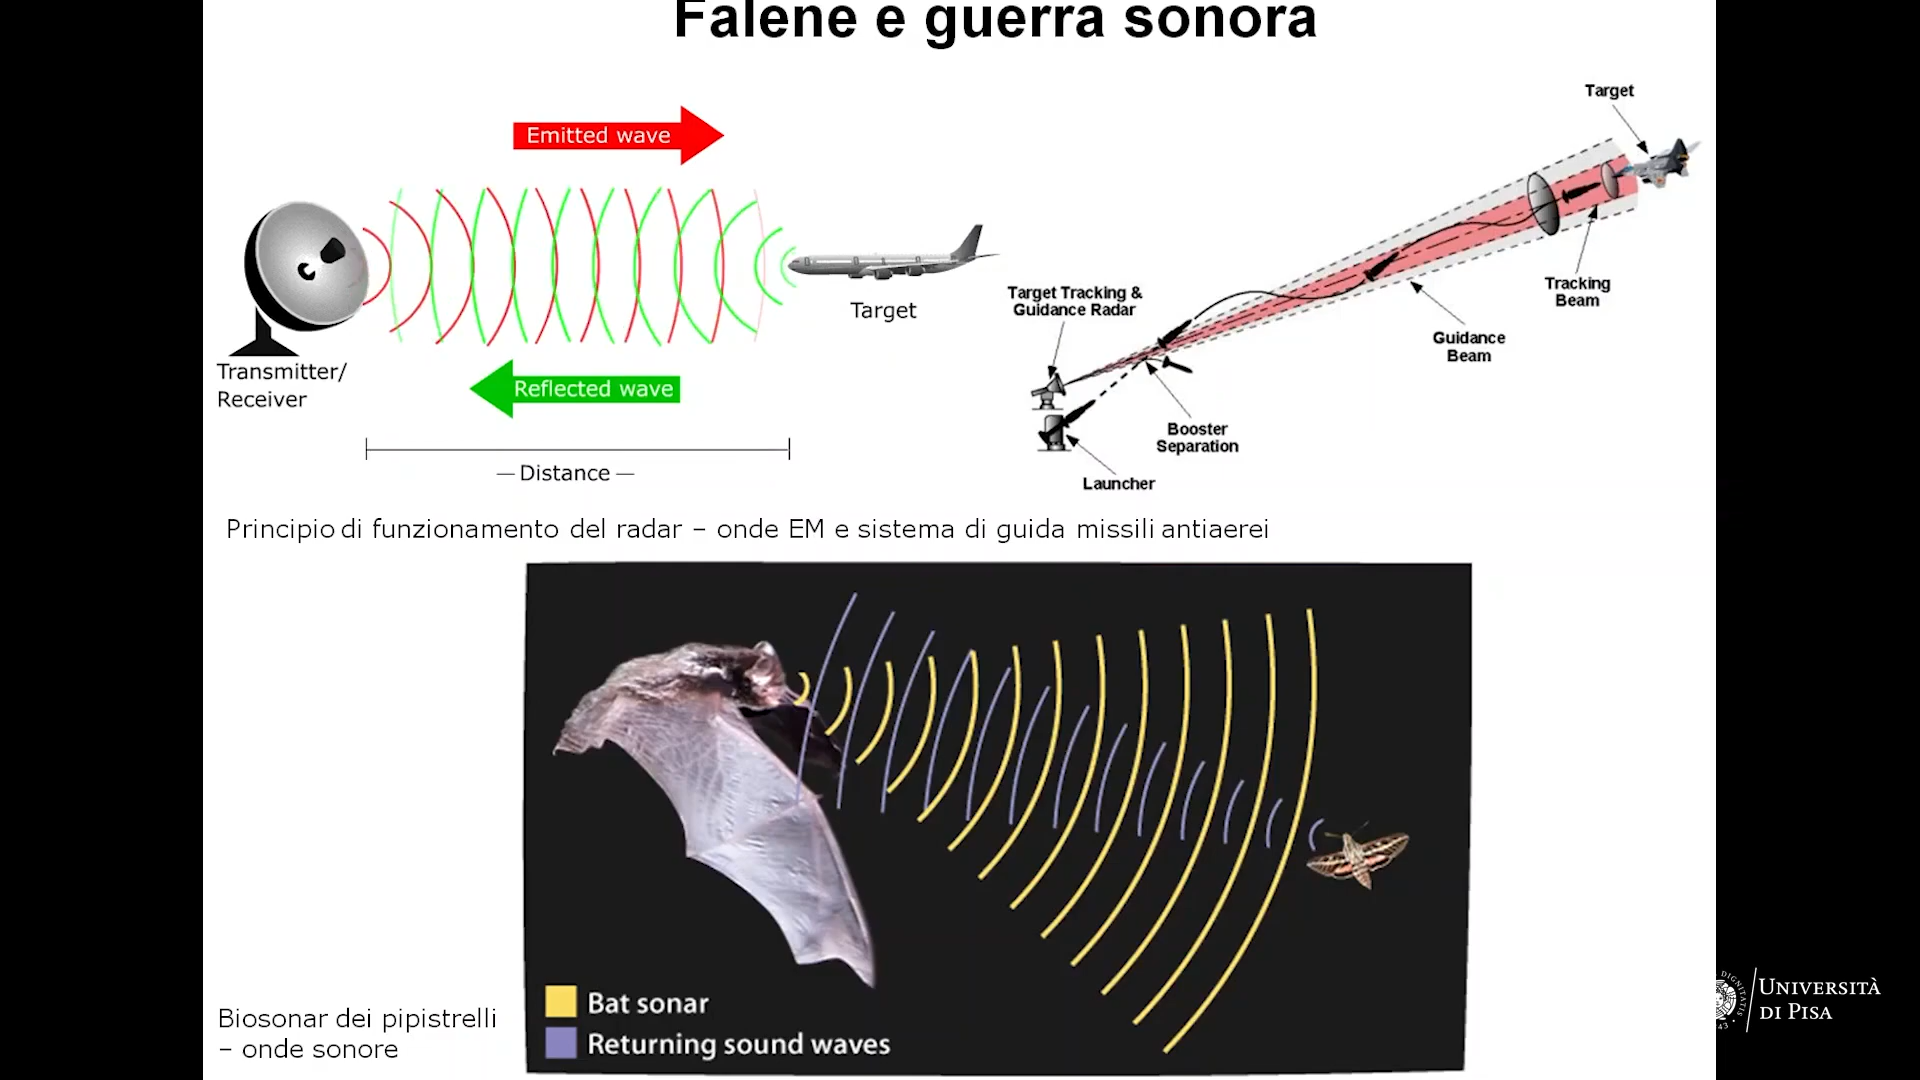 Falene e guerra sonora
Emitted wave
Transmitter/
Receiver
Target
Reflected wave
— Distance —
Target
Target Tracking &
Guidance Radar
Tracking
Beam
Guidance
Beam
Booster
Separation
Launcher
Principio di funzionamento del radar – onde EM e sistema di guida missili antiaerei
Bat sonar
Returning sound waves
Biosonar dei pipistrelli
– onde sonore
UNIVERSITÀ
DI PISA